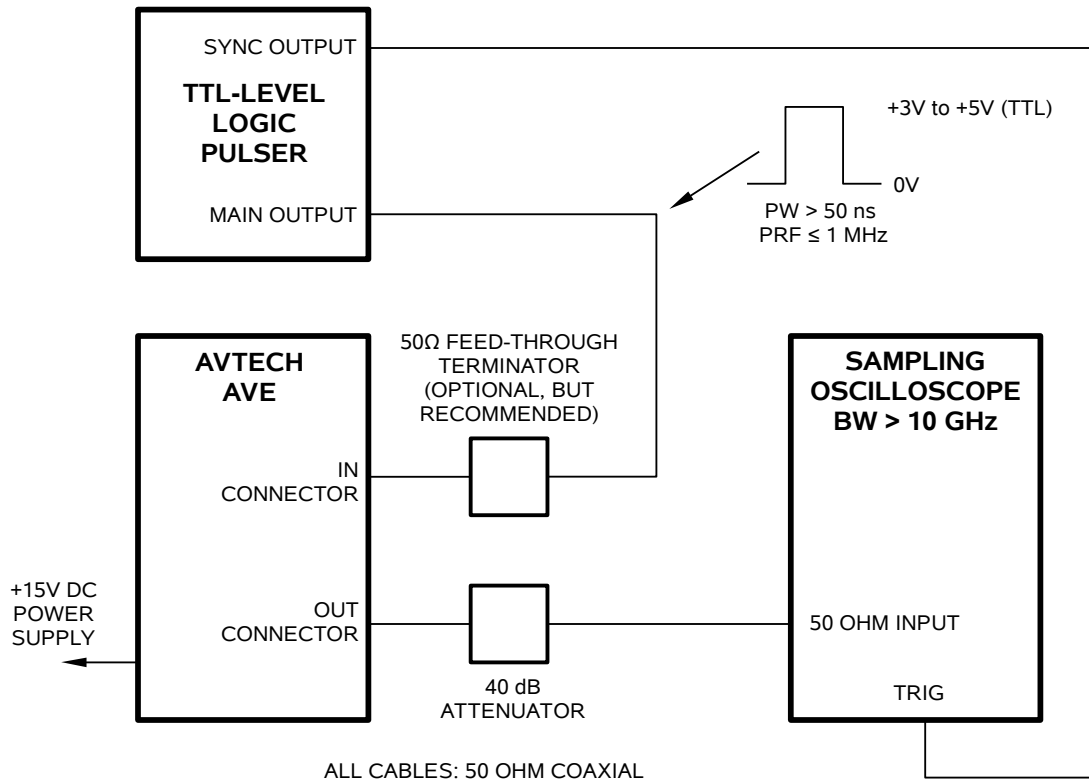 SYNC OUTPUT
TTL-LEVEL
LOGIC
PULSER
MAIN OUTPUT
+3V to +5V (TTL)
0V
PW > 50 ns
PRF ≤ 1 MHz
AVTECH
AVE
50Ω FEED-THROUGH
TERMINATOR
(OPTIONAL, BUT
RECOMMENDED)
SAMPLING
OSCILLOSCOPE
BW > 10 GHz
IN
CONNECTOR
+15V DC
POWER
SUPPLY
OUT
CONNECTOR
50 OHM INPUT
40 dB
ATTENUATOR
TRIG
ALL CABLES: 50 OHM COAXIAL